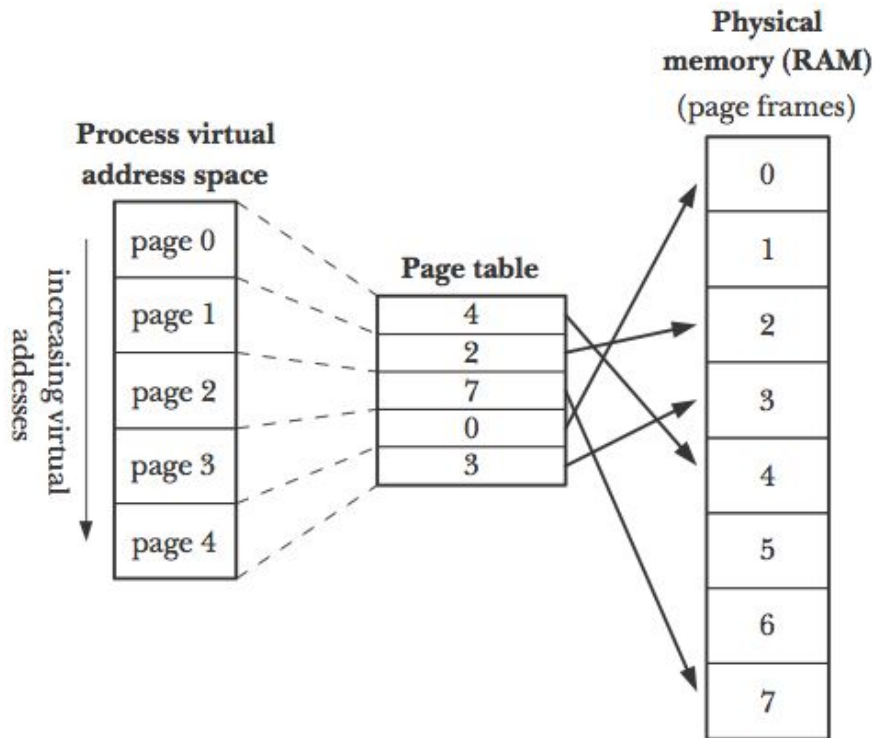 Physical
memory (RAM)
(page frames)
Process virtual
address space
Page table
increasing virtual
addesses
page 0
page 1
page 2
page 3
page 4
4
2
7
0
3
0
1
2
3
4
5
6
7